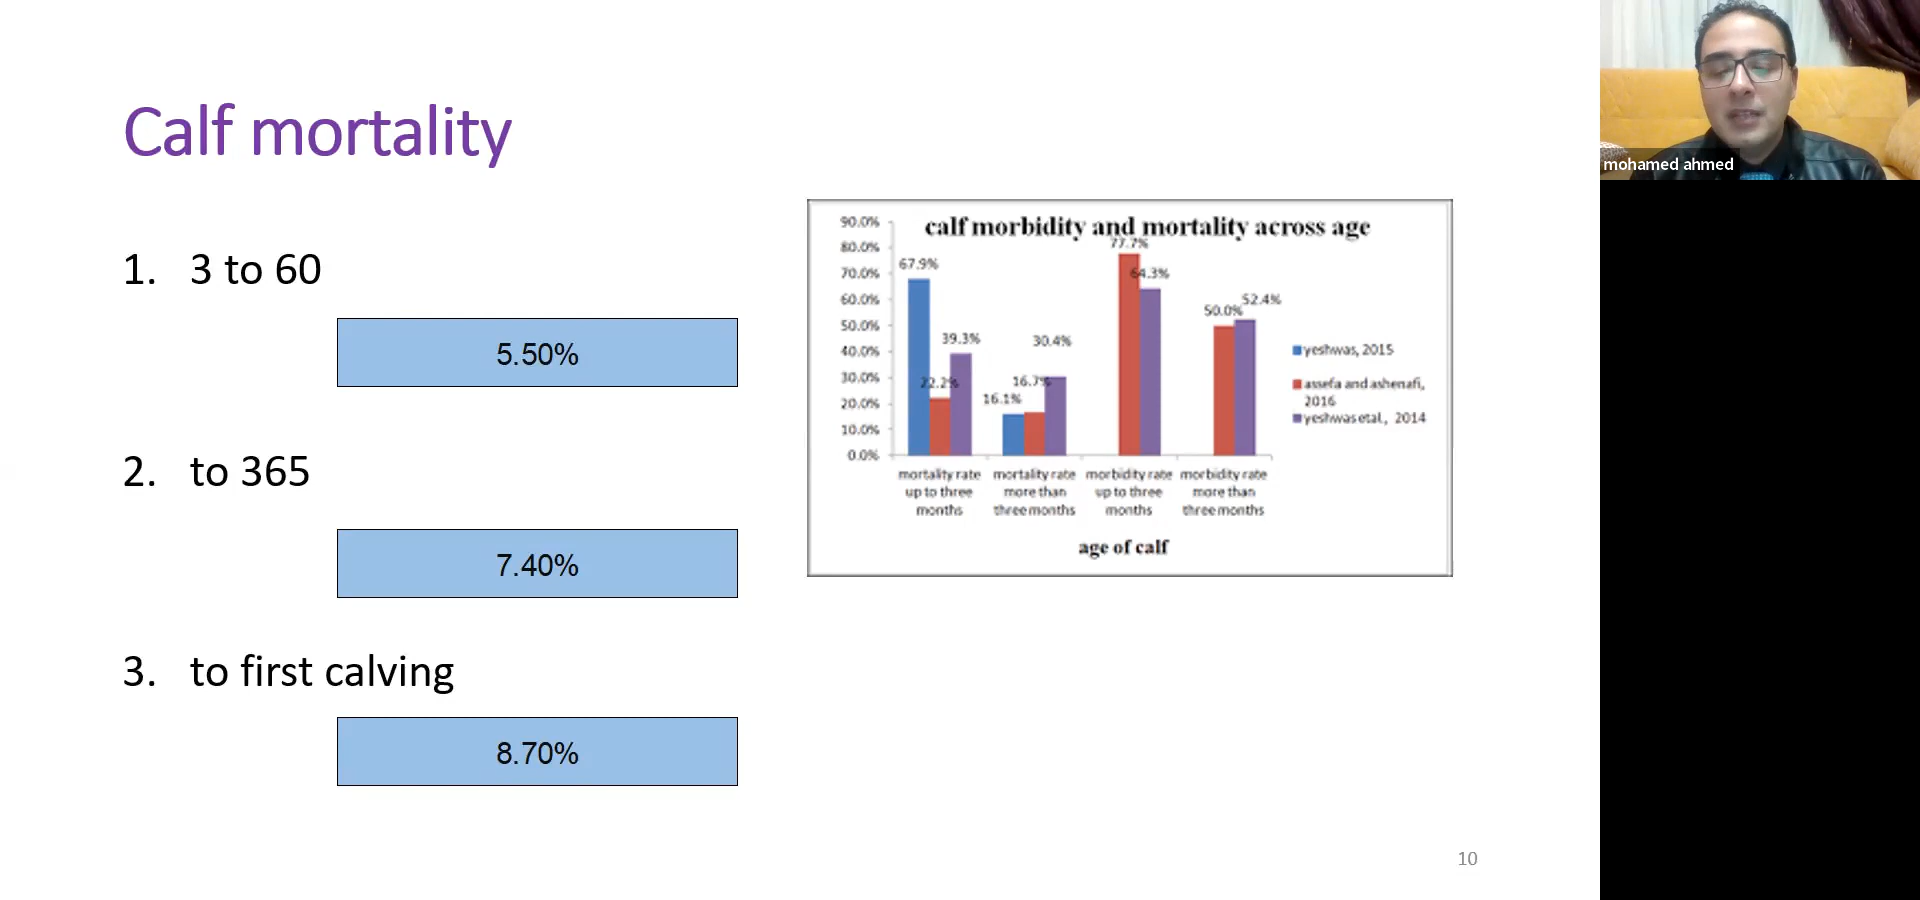 Calf mortality
1. 3 to 60
5.50%
2. to 365
7.40%
3. to first calving
8.70%
calf morbidity and mortality across age
90.0%
80.0%
70.0%
60.0%
50.0%
40.0%
30.0%
20.0%
10.0%
0.0%
67.9%
22.2%
39.3%
16.1%
16.7%
30.4%
77.7%
64.3%
50.0%
52.4%
mortality rate
up to three
months
mortality rate
more than
three months
morbidity rate
up to three
months
morbidity rate
more than
three months
age of calf
yeshwas, 2015
assefa and ashenafi,
2016
yeshwas etal., 2014
10
mohamed ahmed